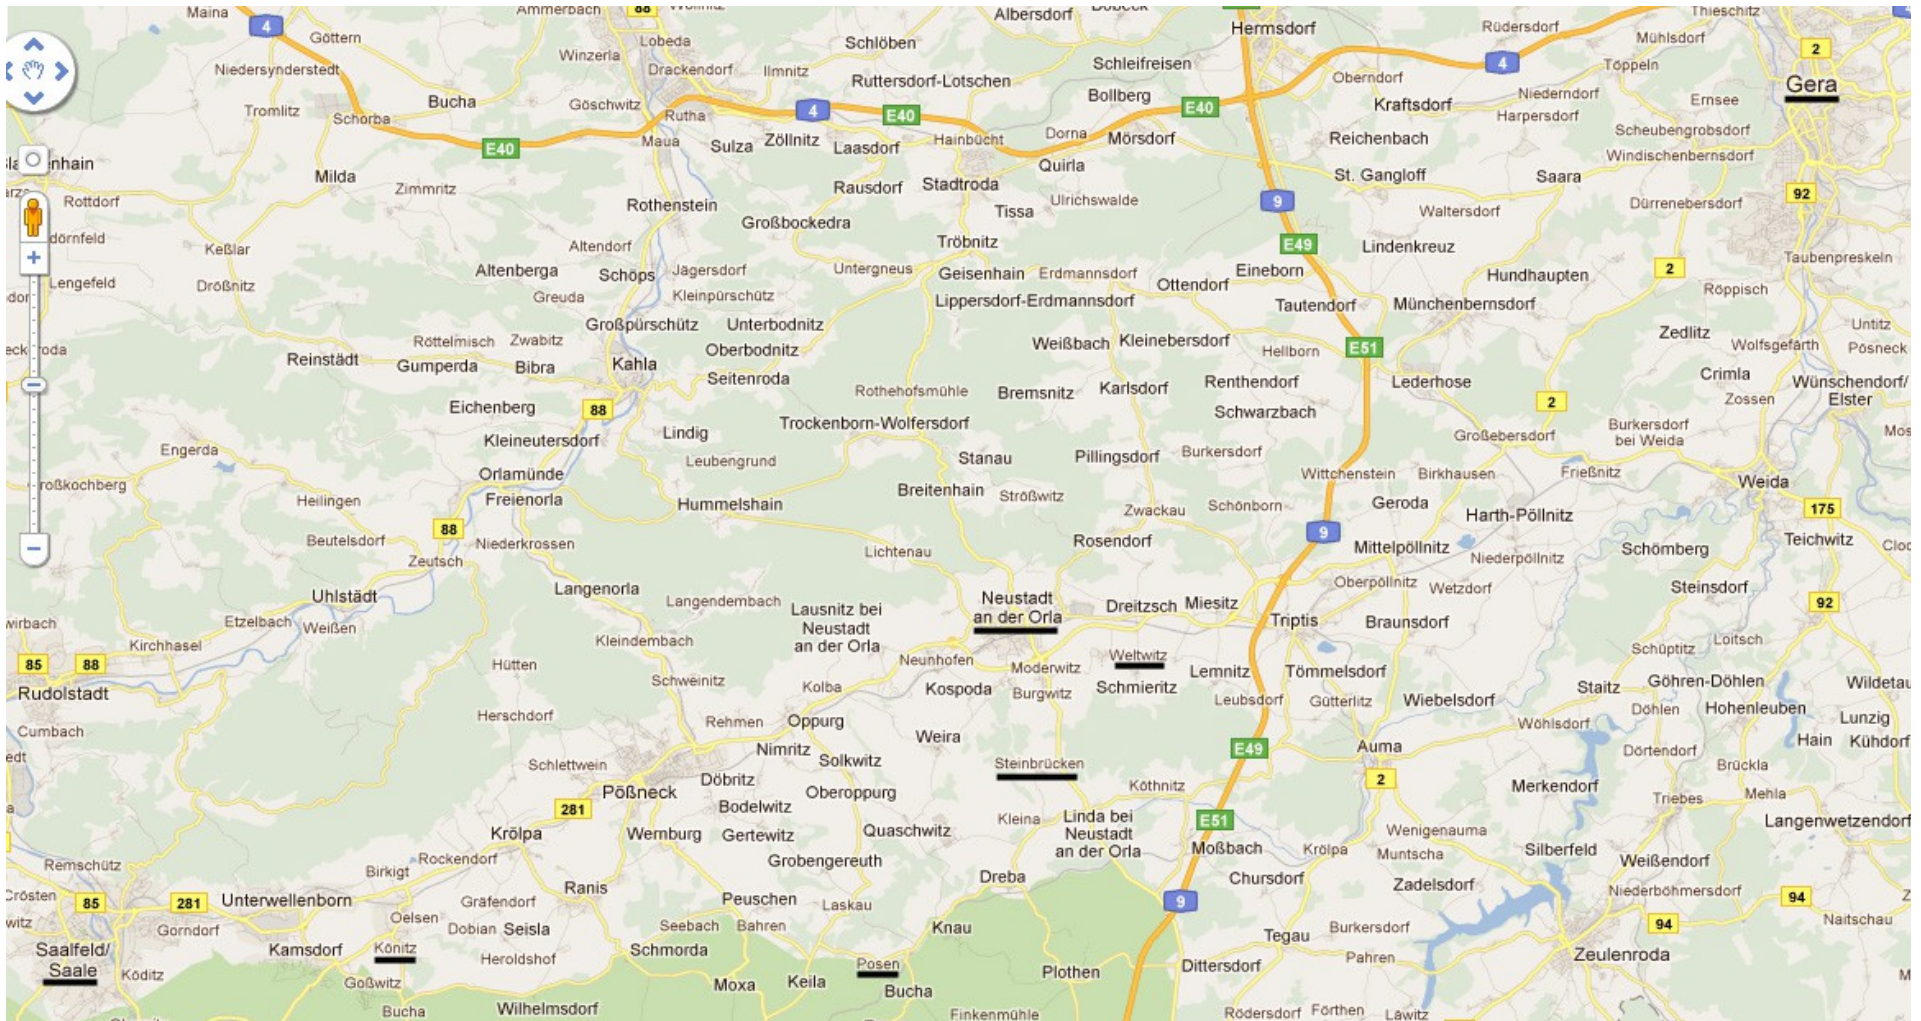 Maina
4
Göttern
Ammerbach
88
Lobeda
Winzerla
Drackendorf
Ilmnitz
Schlöben
Albersdorf
Hermsdorf
Schleifreisen
Rüdersdorf
Mühlsdorf
Thieschitz
2
4
Töppeln
Oberndorf
Gera
Niedersynderstedt
Tromlitz
Schorba
Bucha
Göschwitz
Rutha
4
E40
Ruttersdorf-Lotschen
Bollberg
E40
Kraftsdorf
Niederndorf
Harpersdorf
Ernsee
Scheubengrobsdorf
Windischenbernsdorf
E40
Maua
Sulza
Zöllnitz
Laasdorf
Hainbücht
Dorna
Mörsdorf
Reichenbach
Quirla
St. Gangloff
Saara
Milda
Zimmritz
Rottdorf
Rothenstein
Rausdorf
Stadtroda
Tissa
Ulrichswalde
9
Waltersdorf
Dürrenebersdorf
92
Großbockedra
Tröbnitz
E49
Lindenkreuz
Keßlar
Altendorf
Altenberga
Schöps
Jägersdorf
Untergneus
Geisenhain
Erdmannsdorf
Eineborn
Ottendorf
Hundhaupten
2
Taubenpreskeln
Lengefeld
Drößnitz
Greuda
Kleinpürschütz
Lippersdorf-Erdmannsdorf
Tautendorf
Münchenbernsdorf
Röppisch
Großpürschütz
Unterbodnitz
Zedlitz
Untitz
Röttelmisch
Zwabitz
Oberbodnitz
Weißbach
Kleinebersdorf
Hellborn
E51
Wolfsgefärth
Pösneck
Reinstädt
Gumperda
Bibra
Kahla
Seitenroda
Rothehofsmühle
Bremsnitz
Karlsdorf
Renthendorf
Lederhose
Crimla
Wünschendorf/
Elster
Zossen
Eichenberg
88
Schwarzbach
2
Trockenborn-Wolfersdorf
Kleineutersdorf
Lindig
Großebersdorf
Burkersdorf
bei Weida
Engerda
Leubengrund
Stanau
Pillingsdorf
Burkersdorf
Orlamünde
Wittchenstein
Birkhausen
Frießnitz
Weida
Freienorla
Heilingen
Hummelshain
Breitenhain
Strößwitz
Zwackau
Schönborn
Geroda
Harth-Pöllnitz
175
88
Beutelsdorf
Niederkrossen
Zeutsch
Lichtenau
Rosendorf
9
Mittelpöllnitz
Niederpöllnitz
Schömberg
Teichwitz
Langenorla
Oberpöllnitz
Wetzdorf
Steinsdorf
92
Uhlstädt
Langendembach
Lausnitz bei
Neustadt
an der Orla
Neustadt
an der Orla
Dreitzsch
Miesitz
Triptis
Braunsdorf
Etzelbach
Weißen
Kirchhasel
Kleindembach
Loitsch
Schüptitz
85
88
Rudolstadt
Hütten
Schweinitz
Neunhofen
Moderwitz
Weltwitz
Lemnitz
Tömmelsdorf
Kolba
Kospoda
Burgwitz
Schmieritz
Leubsdorf
Gütterlitz
Wiebelsdorf
Staitz
Göhren-Döhlen
Döhlen
Hohenleuben
Cumbach
Herschdorf
Rehmen
Oppurg
Wöhlsdorf
Lunzig
Weira
Nimritz
Solkwitz
E49
Auma
Dörtendorf
Hain
Kühdorf
Schlettwein
Steinbrücken
Brückla
Döbritz
Pößneck
Oberoppurg
Köthnitz
2
Merkendorf
Triebes
Mehla
281
Bodelwitz
Kleina
Linda bei
Neustadt
an der Orla
E51
Langenwetzendorf
Krölpa
Wernburg
Gertewitz
Quaschwitz
Wenigenauma
Moßbach
Krölpa
Muntscha
Silberfeld
Weißendorf
Remschütz
Rockendorf
Birkigt
Grobengereuth
Dreba
Chursdorf
Zadelsdorf
Niederböhmersdorf
94
Crösten
85
281
Unterwellenborn
Gräfendorf
Ranis
Peuschen
Laskau
9
94
Naitschau
Gorndorf
Oelsen
Dobian
Seisla
Seebach
Bahren
Knau
Tegau
Burkersdorf
Saalfeld/
Saale
Köditz
Kamsdorf
Könitz
Heroldshof
Schmorda
Posen
Plothen
Dittersdorf
Pahren
Zeulenroda
Goßwitz
Moxa
Keila
Bucha
Bucha
Wilhelmsdorf
Finkenmühle
Rödersdorf
Förthen
Läwitz